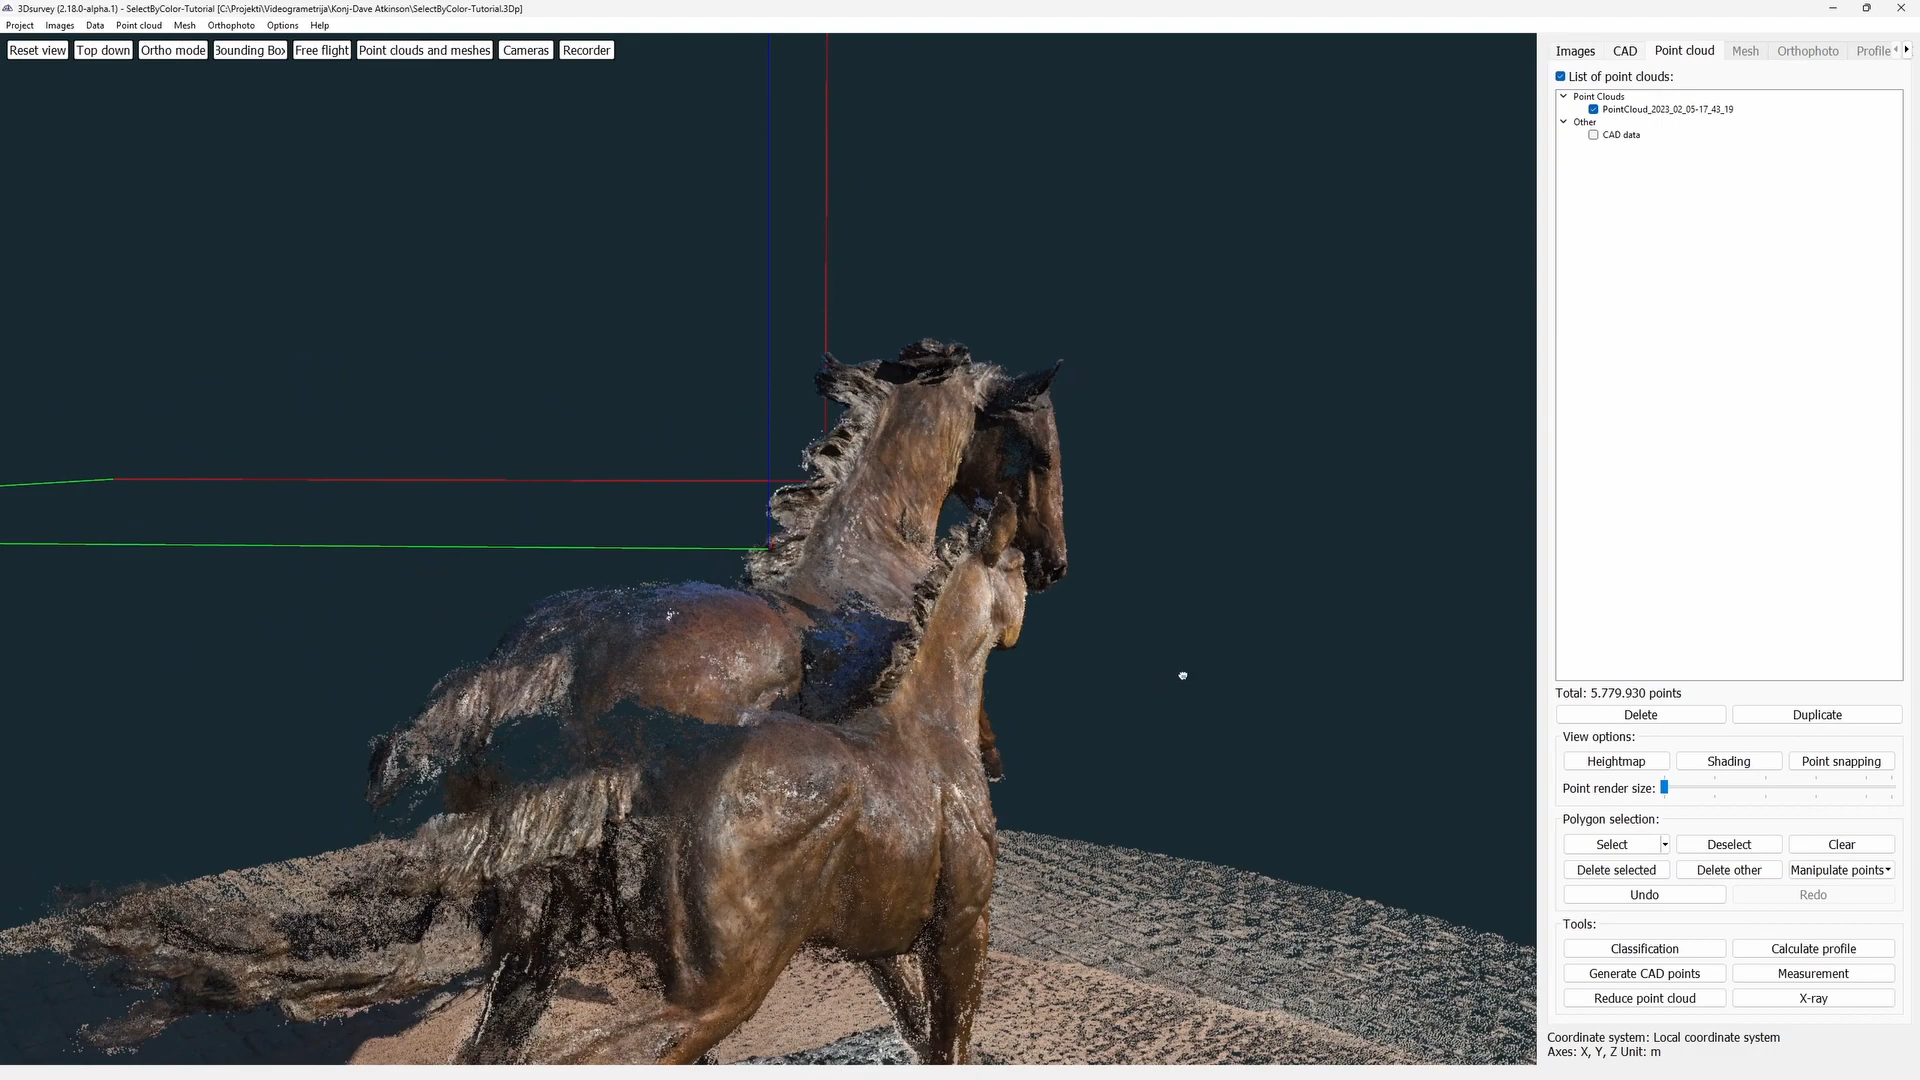 3Dsurvey (2.18.0-alpha.1) - SelectByColor-Tutorial [C:\Projekti\Videogrametrija\Konj-Dave Atkinson\SelectByColor-Tutorial.3Dp]
Project Images Data Point cloud Mesh Orthophoto Options Help
Reset view Top down Ortho mode Bounding Box Free flight Point clouds and meshes Cameras Recorder
Images CAD Point cloud Mesh Orthophoto Profile
List of point clouds:
Point Clouds
PointCloud_2023_02_05-17_43_19
Other
CAD data
Total: 5.779.930 points
Delete Duplicate
View options:
Heightmap Shading Point snapping
Point render size:
Polygon selection:
Select Deselect Clear
Delete selected Delete other Manipulate points
Undo Redo
Tools:
Classification Calculate profile
Generate CAD points Measurement
Reduce point cloud X-ray
Coordinate system: Local coordinate system
Axes: X, Y, Z Unit: m